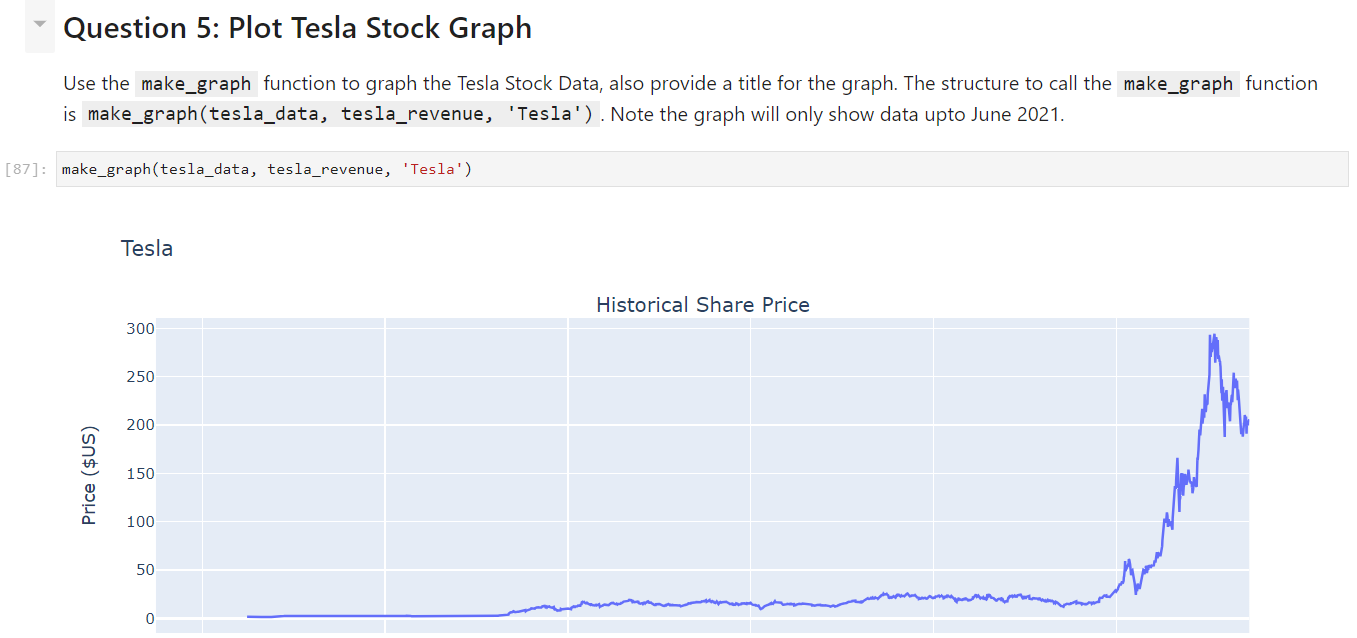 Question 5: Plot Tesla Stock Graph
Use the make_graph function to graph the Tesla Stock Data, also provide a title for the graph. The structure to call the make_graph function
is make_graph(tesla_data, tesla_revenue, 'Tesla') . Note the graph will only show data upto June 2021.
[87]: make_graph(tesla_data, tesla_revenue, 'Tesla')
Tesla
Historical Share Price
300
250
200
150
100
50
0
Price ($US)